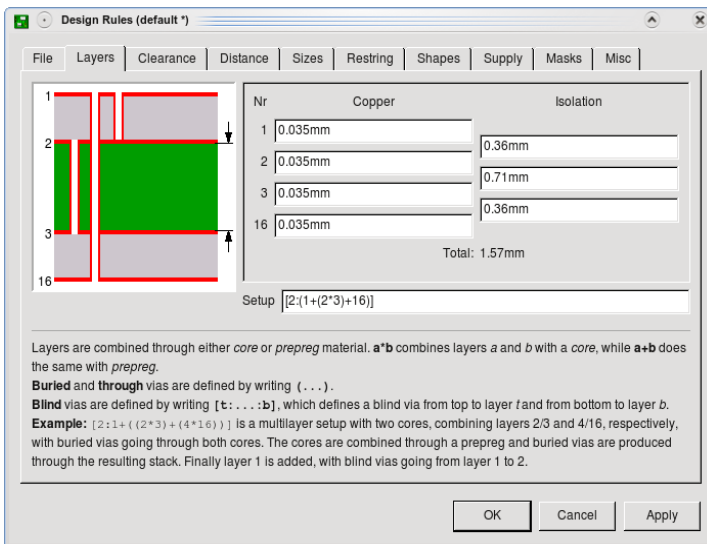 Design Rules (default *)
File Layers Clearance Distance Sizes Restring Shapes Supply Masks Misc
1
2
3
16
Nr Copper Isolation
1 0.035mm
0.36mm
2 0.035mm
0.71mm
3 0.035mm
0.36mm
16 0.035mm
Total: 1.57mm
Setup [2:(1+(2*3)+16)]
Layers are combined through either core or prepreg material. a*b combines layers a and b with a core, while a+b does
the same with prepreg.
Buried and through vias are defined by writing (...).
Blind vias are defined by writing [t:...:b], which defines a blind via from top to layer t and from bottom to layer b.
Example: [2:1+((2*3)+(4*16))] is a multilayer setup with two cores, combining layers 2/3 and 4/16, respectively,
with buried vias going through both cores. The cores are combined through a prepreg and buried vias are produced
through the resulting stack. Finally layer 1 is added, with blind vias going from layer 1 to 2.
OK Cancel Apply